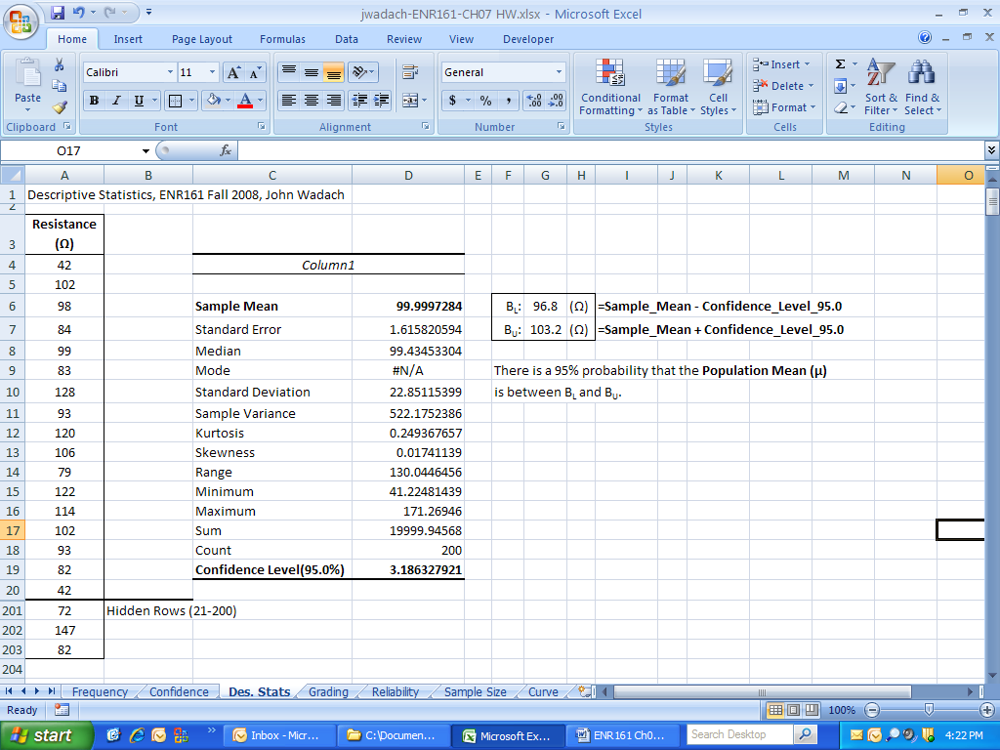 jwadach-ENR161-CH07 HW.xlsx - Microsoft Excel
Home Insert Page Layout Formulas Data Review View Developer
Paste
Calibri 11
B I U
General
$ % ,
Conditional Formatting
Format as Table
Cell Styles
Insert
Delete
Format
Sort & Filter
Find & Select
Clipboard Font Alignment Number Styles Cells Editing
O17 fx
A B C D E F G H I J K L M N O
1 Descriptive Statistics, ENR161 Fall 2008, John Wadach
2
3 Resistance (Ω)
4 42 Column1
5 102
6 98 Sample Mean 99.9997284 BL: 96.8 (Ω) =Sample_Mean - Confidence_Level_95.0
7 84 Standard Error 1.615820594 BU: 103.2 (Ω) =Sample_Mean + Confidence_Level_95.0
8 99 Median 99.43453304
9 83 Mode #N/A There is a 95% probability that the Population Mean (μ)
10 128 Standard Deviation 22.85115399 is between BL and BU.
11 93 Sample Variance 522.1752386
12 120 Kurtosis 0.249367657
13 106 Skewness 0.01741139
14 79 Range 130.0446456
15 122 Minimum 41.22481439
16 114 Maximum 171.26946
17 102 Sum 19999.94568
18 93 Count 200
19 82 Confidence Level(95.0%) 3.186327921
20 42
201 72 Hidden Rows (21-200)
202 147
203 82
204
Frequency Confidence Des. Stats Grading Reliability Sample Size Curve
Ready 100%
start Inbox - Micr... C:\Documen... Microsoft Ex... ENR161 Ch0... Search Desktop 4:22 PM